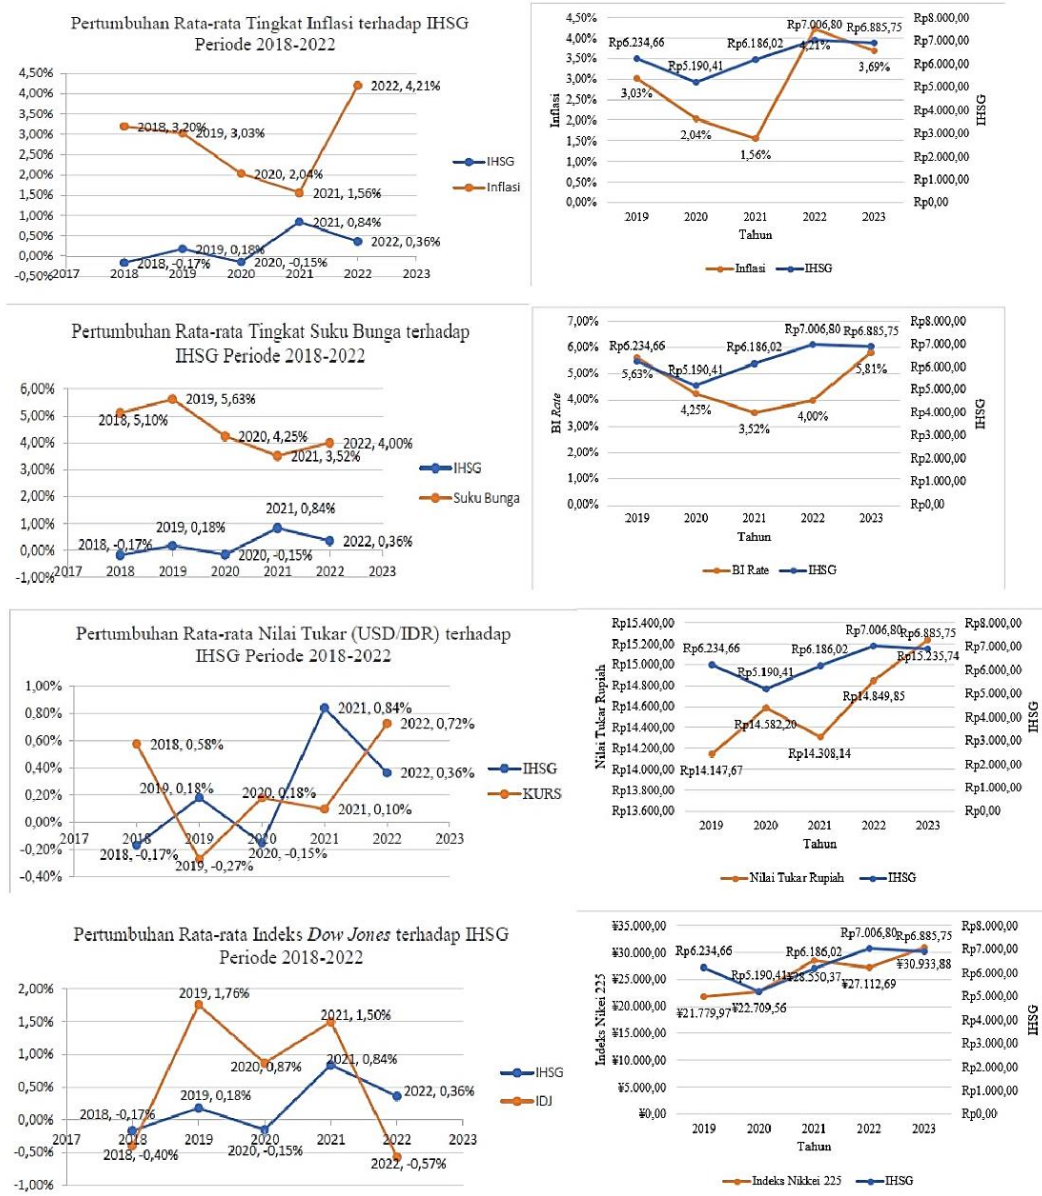 Pertumbuhan Rata-rata Tingkat Inflasi terhadap IHSG
Periode 2018-2022
4,50%
4,00%
3,50%
3,00%
2,50%
2,00%
1,50%
1,00%
0,50%
0,00%
-0,50%
2017
2018
2019
2020
2021
2022
2023
2018, 3,20%
2019, 3,03%
2020, 2,04%
2021, 1,56%
2022, 4,21%
2018, -0,17%
2019, 0,18%
2020, -0,15%
2021, 0,84%
2022, 0,36%
IHSG
Inflasi
4,50%
4,00%
3,50%
3,00%
2,50%
2,00%
1,50%
1,00%
0,50%
0,00%
Inflasi
Rp6.234,66
Rp5.190,41
Rp6.186,02
Rp7.006,80
Rp6.885,75
3,03%
2,04%
1,56%
4,21%
3,69%
Rp8.000,00
Rp7.000,00
Rp6.000,00
Rp5.000,00
Rp4.000,00
Rp3.000,00
Rp2.000,00
Rp1.000,00
Rp0,00
IHSG
2019
2020
2021
2022
2023
Tahun
Inflasi
IHSG
Pertumbuhan Rata-rata Tingkat Suku Bunga terhadap
IHSG Periode 2018-2022
6,00%
5,00%
4,00%
3,00%
2,00%
1,00%
0,00%
-1,00%
2017
2018
2019
2020
2021
2022
2023
2018, 5,10%
2019, 5,63%
2020, 4,25%
2021, 3,52%
2022, 4,00%
2018, -0,17%
2019, 0,18%
2020, -0,15%
2021, 0,84%
2022, 0,36%
IHSG
Suku Bunga
7,00%
6,00%
5,00%
4,00%
3,00%
2,00%
1,00%
0,00%
BI Rate
Rp6.234,66
Rp5.190,41
Rp6.186,02
Rp7.006,80
Rp6.885,75
5,63%
4,25%
3,52%
4,00%
5,81%
Rp8.000,00
Rp7.000,00
Rp6.000,00
Rp5.000,00
Rp4.000,00
Rp3.000,00
Rp2.000,00
Rp1.000,00
Rp0,00
IHSG
2019
2020
2021
2022
2023
Tahun
BI Rate
IHSG
Pertumbuhan Rata-rata Nilai Tukar (USD/IDR) terhadap
IHSG Periode 2018-2022
1,00%
0,80%
0,60%
0,40%
0,20%
0,00%
-0,20%
-0,40%
2017
2018
2019
2020
2021
2022
2023
2018, 0,58%
2019, -0,27%
2020, 0,18%
2021, 0,10%
2022, 0,72%
2018, -0,17%
2019, 0,18%
2020, -0,15%
2021, 0,84%
2022, 0,36%
IHSG
KURS
Rp15.400,00
Rp15.200,00
Rp15.000,00
Rp14.800,00
Rp14.600,00
Rp14.400,00
Rp14.200,00
Rp14.000,00
Rp13.800,00
Rp13.600,00
Nilai Tukar Rupiah
Rp6.234,66
Rp5.190,41
Rp6.186,02
Rp7.006,80
Rp6.885,75
Rp14.147,67
Rp14.582,20
Rp14.308,14
Rp14.849,85
Rp15.235,74
Rp8.000,00
Rp7.000,00
Rp6.000,00
Rp5.000,00
Rp4.000,00
Rp3.000,00
Rp2.000,00
Rp1.000,00
Rp0,00
IHSG
2019
2020
2021
2022
2023
Tahun
Nilai Tukar Rupiah
IHSG
Pertumbuhan Rata-rata Indeks Dow Jones terhadap IHSG
Periode 2018-2022
2,00%
1,50%
1,00%
0,50%
0,00%
-0,50%
-1,00%
2017
2018
2019
2020
2021
2022
2023
2018, -0,40%
2019, 1,76%
2020, 0,87%
2021, 1,50%
2022, -0,57%
2018, -0,17%
2019, 0,18%
2020, -0,15%
2021, 0,84%
2022, 0,36%
IHSG
IDJ
¥35.000,00
¥30.000,00
¥25.000,00
¥20.000,00
¥15.000,00
¥10.000,00
¥5.000,00
¥0,00
Indeks Nikei 225
Rp6.234,66
Rp5.190,41
Rp6.186,02
Rp7.006,80
Rp6.885,75
¥21.779,97
¥22.709,56
¥28.550,37
¥27.112,69
¥30.933,88
Rp8.000,00
Rp7.000,00
Rp6.000,00
Rp5.000,00
Rp4.000,00
Rp3.000,00
Rp2.000,00
Rp1.000,00
Rp0,00
IHSG
2019
2020
2021
2022
2023
Tahun
Indeks Nikkei 225
IHSG